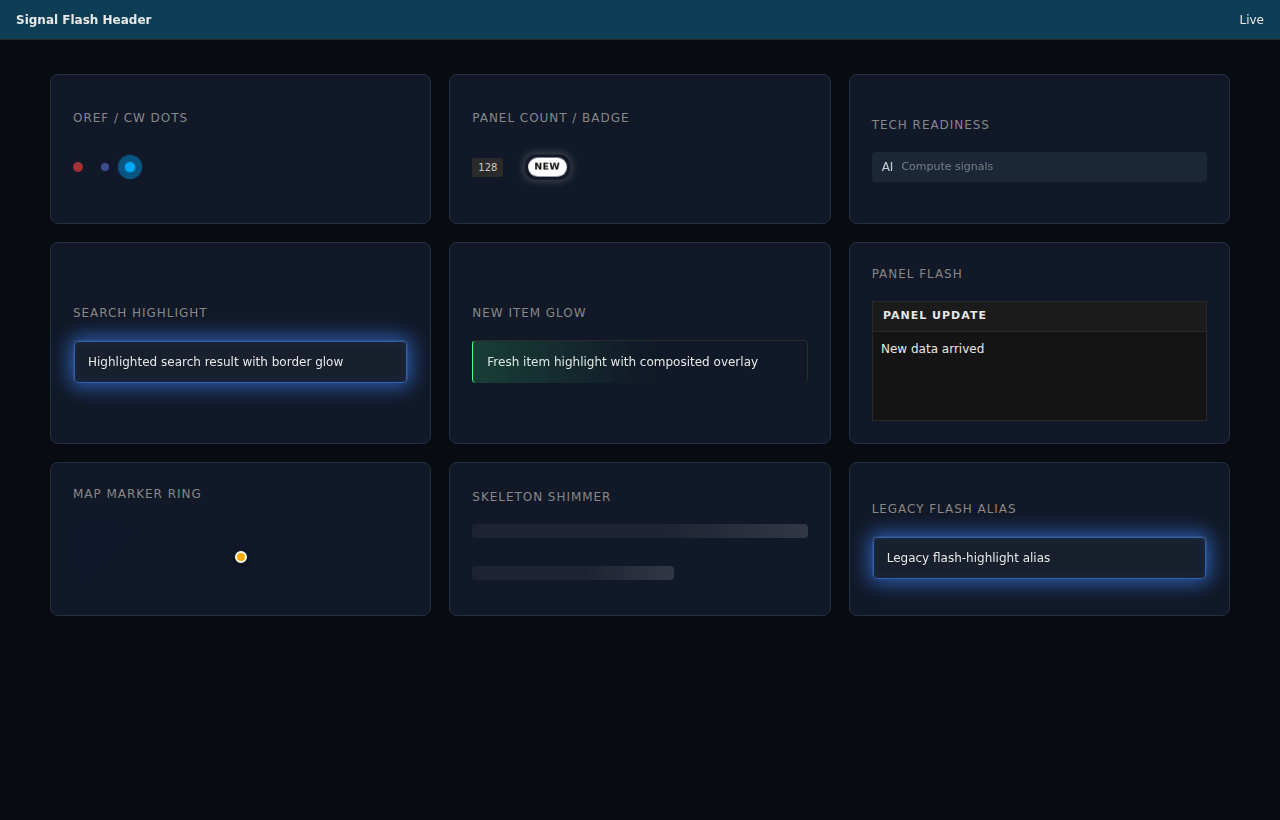 Signal Flash Header
Live
OREF / CW DOTS
PANEL COUNT / BADGE
128
NEW
TECH READINESS
AI Compute signals
SEARCH HIGHLIGHT
Highlighted search result with border glow
NEW ITEM GLOW
Fresh item highlight with composited overlay
PANEL FLASH
PANEL UPDATE
New data arrived
MAP MARKER RING
SKELETON SHIMMER
LEGACY FLASH ALIAS
Legacy flash-highlight alias